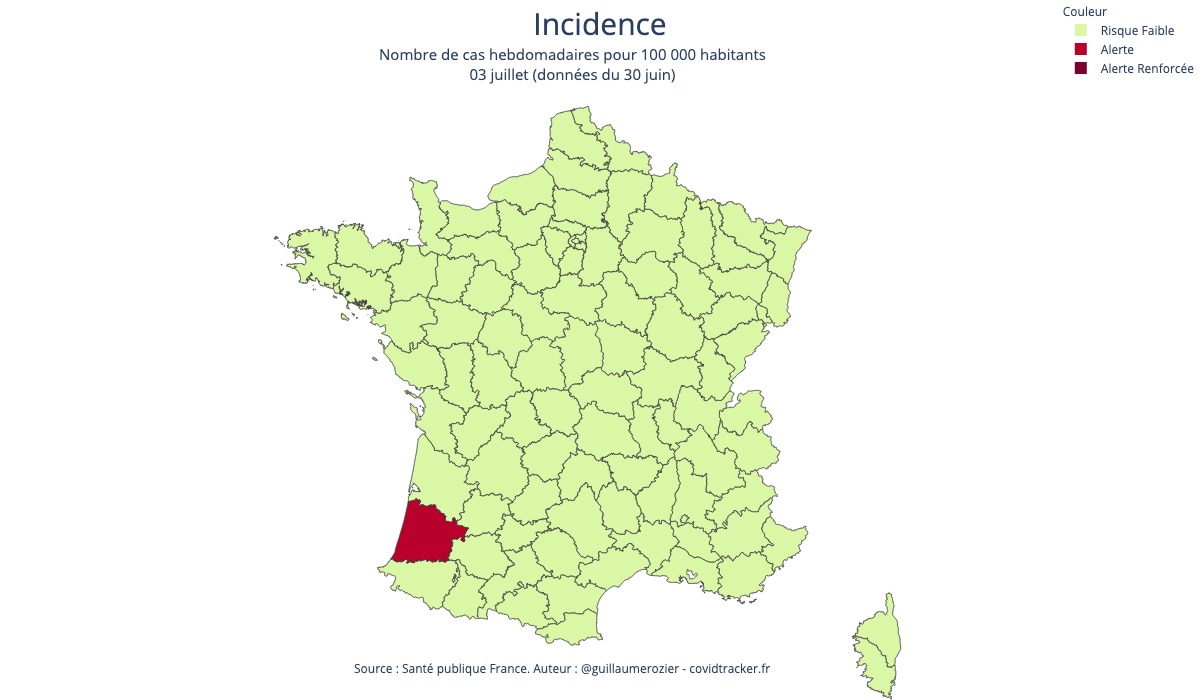 Incidence
Nombre de cas hebdomadaires pour 100 000 habitants
03 juillet (données du 30 juin)
Couleur
Risque Faible
Alerte
Alerte Renforcée
Source : Santé publique France. Auteur : @guillaumerozier - covidtracker.fr